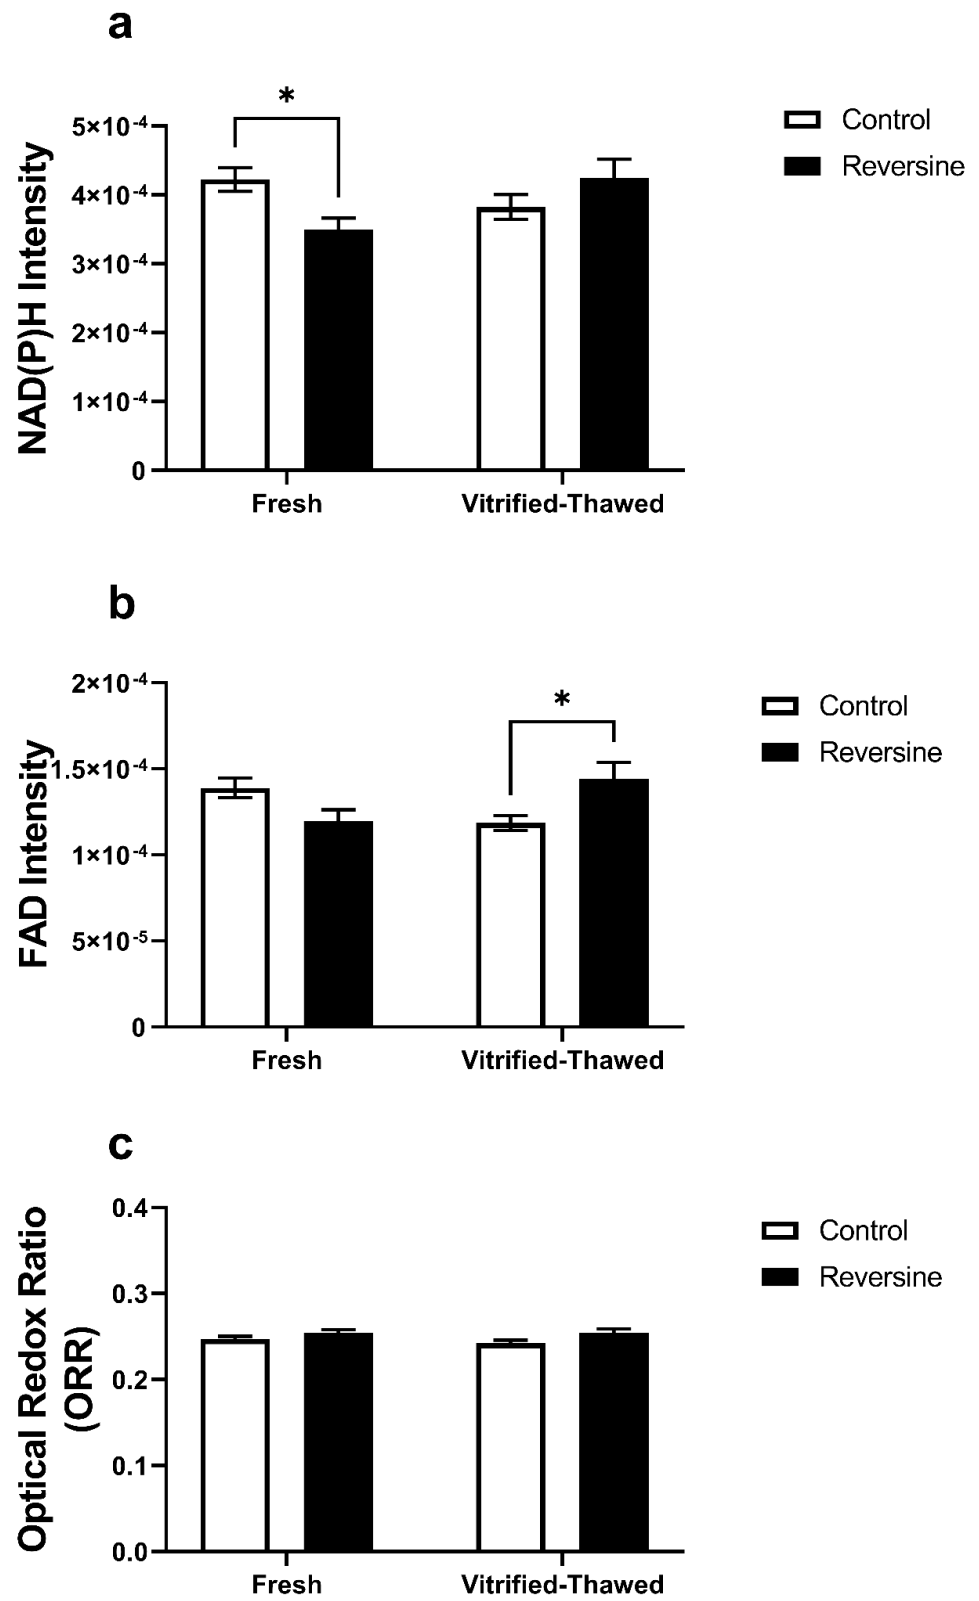 a
*
NAD(P)H Intensity
5×10⁻⁴
4×10⁻⁴
3×10⁻⁴
2×10⁻⁴
1×10⁻⁴
0
Fresh
Vitrified-Thawed
Control
Reversine
b
*
FAD Intensity
2×10⁻⁴
1.5×10⁻⁴
1×10⁻⁴
5×10⁻⁵
0
Fresh
Vitrified-Thawed
Control
Reversine
c
Optical Redox Ratio
(ORR)
0.4
0.3
0.2
0.1
0.0
Fresh
Vitrified-Thawed
Control
Reversine